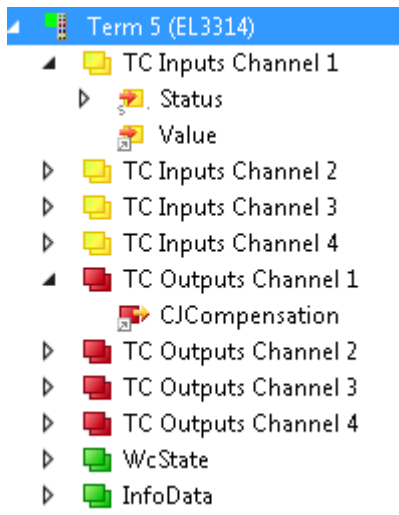 Term 5 (EL3314)
TC Inputs Channel 1
Status
Value
TC Inputs Channel 2
TC Inputs Channel 3
TC Inputs Channel 4
TC Outputs Channel 1
CJCompensation
TC Outputs Channel 2
TC Outputs Channel 3
TC Outputs Channel 4
WcState
InfoData